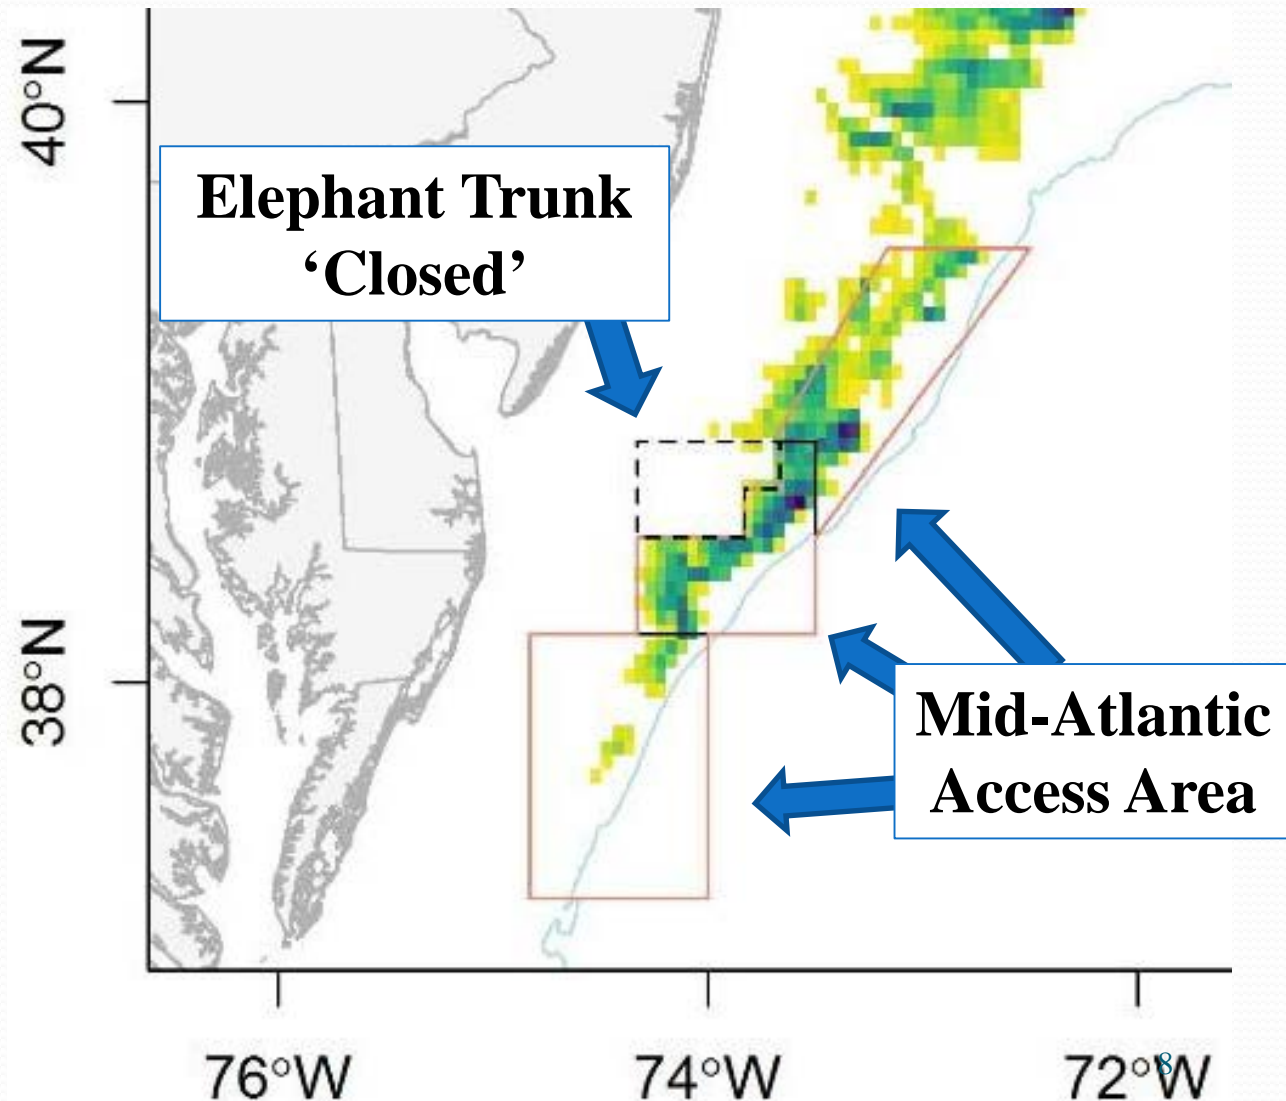 40°N
Elephant Trunk
‘Closed’
38°N
Mid-Atlantic
Access Area
76°W
74°W
72°W
8